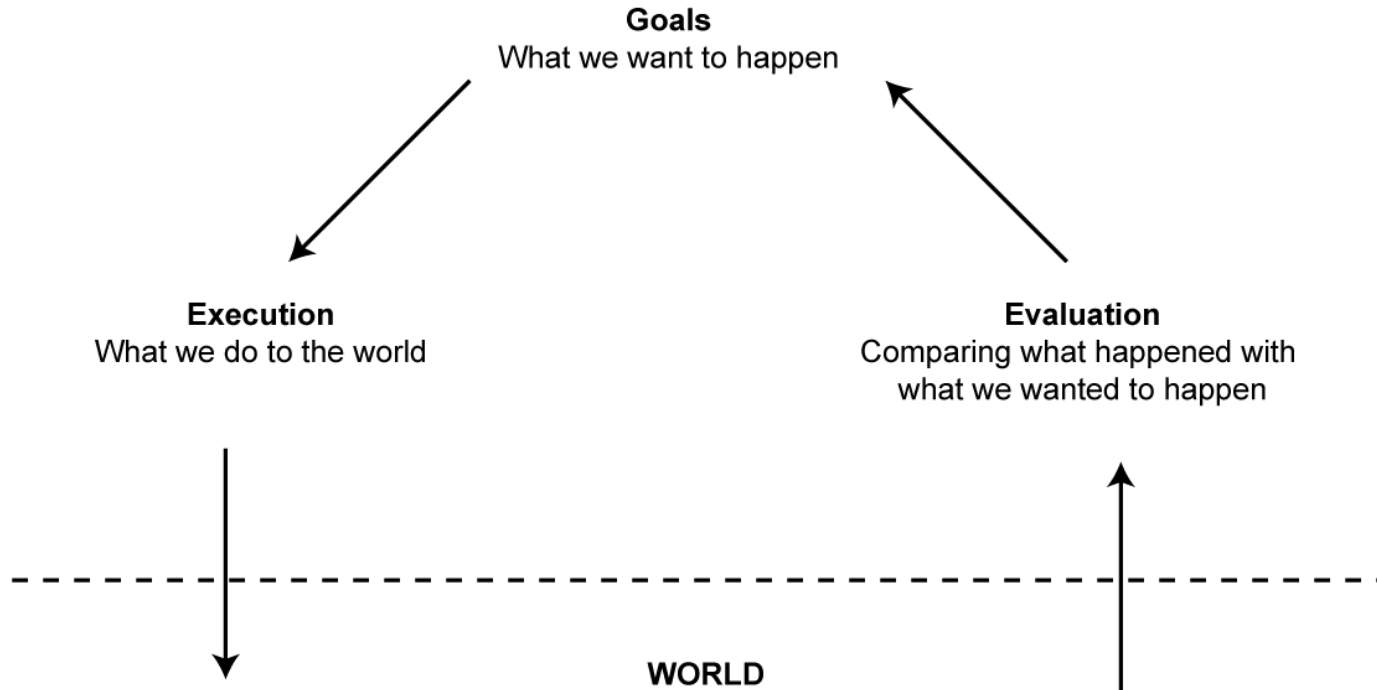 Goals
What we want to happen
Execution
What we do to the world
Evaluation
Comparing what happened with
what we wanted to happen
WORLD